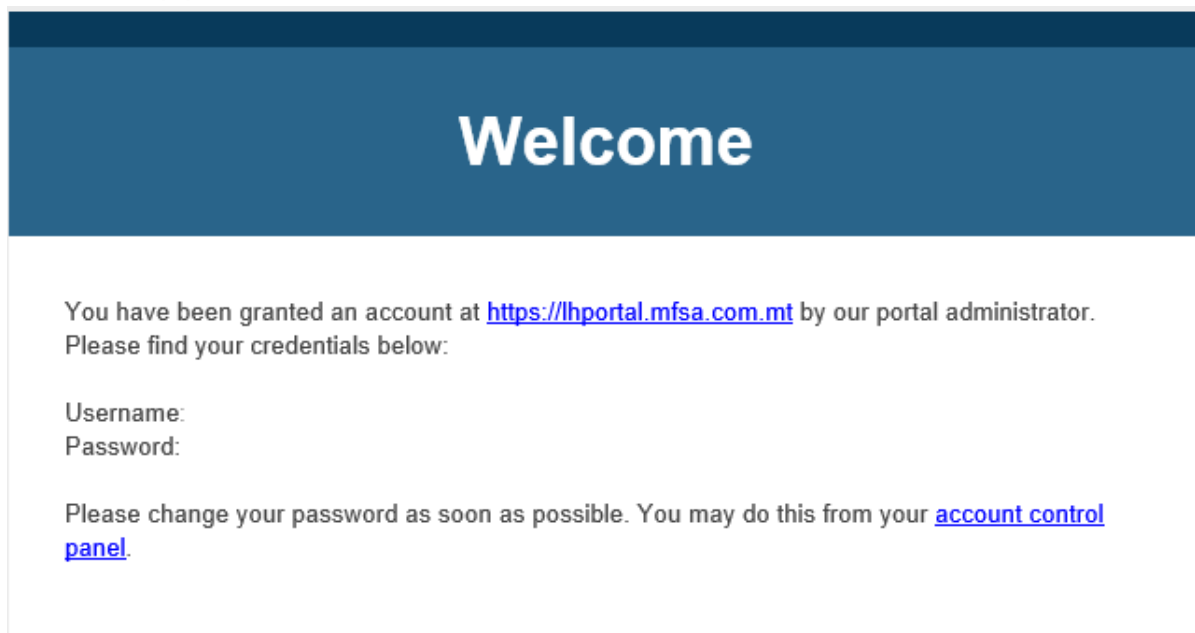 Welcome
You have been granted an account at https://lhportal.mfsa.com.mt by our portal administrator.
Please find your credentials below:
Username:
Password:
Please change your password as soon as possible. You may do this from your account control
panel.